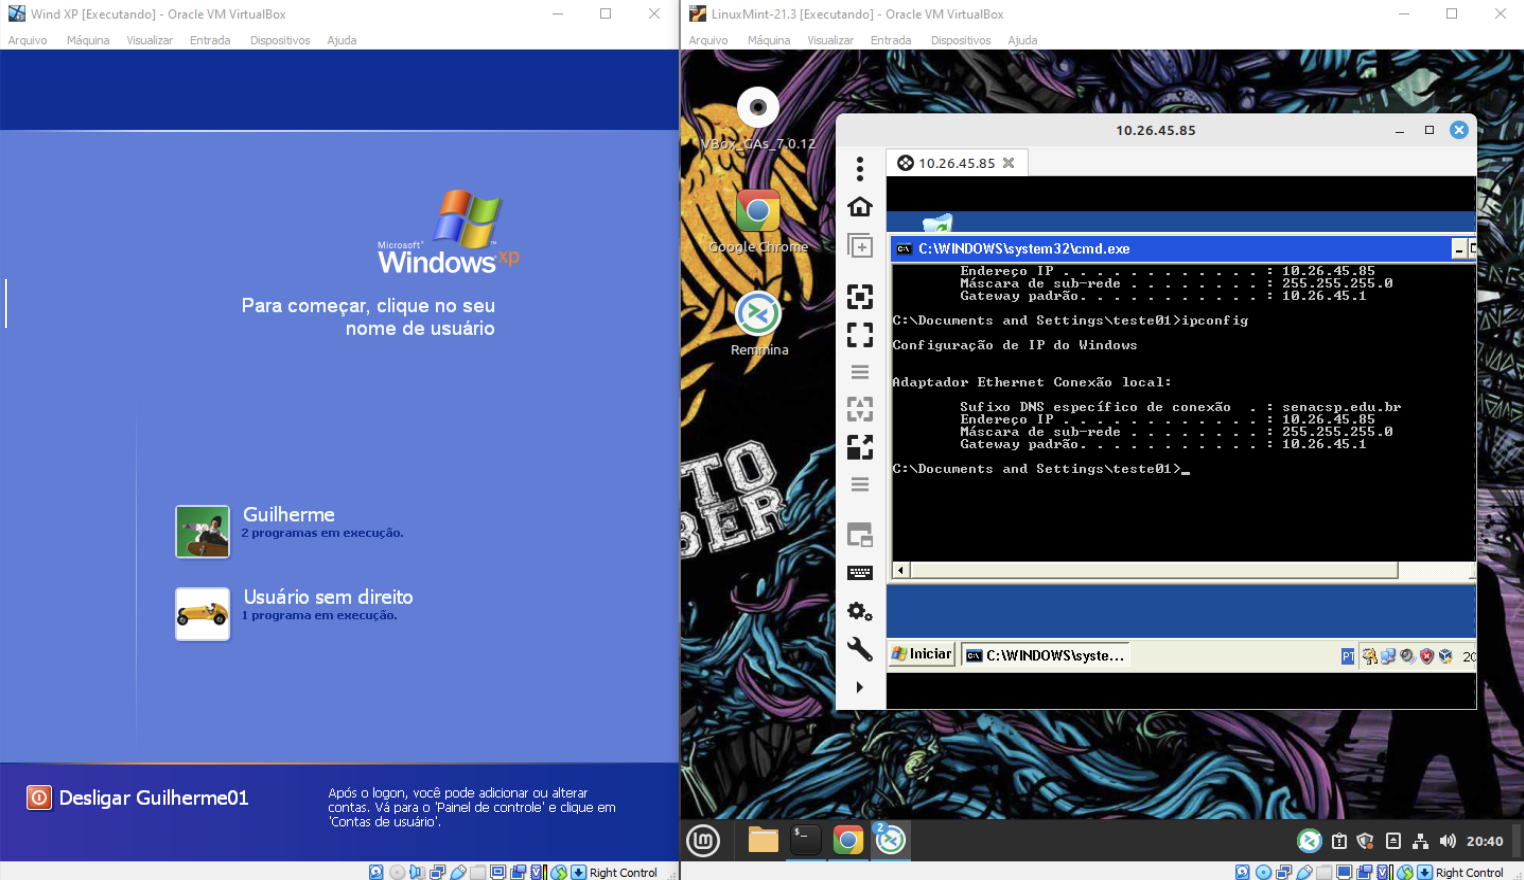 Wind XP [Executando] - Oracle VM VirtualBox
Arquivo Máquina Visualizar Entrada Dispositivos Ajuda
Microsoft®
Windows xp
Para começar, clique no seu
nome de usuário
Guilherme
2 programas em execução.
Usuário sem direito
1 programa em execução.
Desligar Guilherme01
Após o logon, você pode adicionar ou alterar
contas. Vá para o 'Painel de controle' e clique em
'Contas de usuário'.
Right Control
LinuxMint-21.3 [Executando] - Oracle VM VirtualBox
Arquivo Máquina Visualizar Entrada Dispositivos Ajuda
VBox_GAs_7.0.12
Google Chrome
Remmina
TO
BER
10.26.45.85
10.26.45.85
C:\WINDOWS\system32\cmd.exe
Endereço IP . . . . . . . . . . . . : 10.26.45.85
Máscara de sub-rede . . . . . . . . : 255.255.255.0
Gateway padrão. . . . . . . . . . . : 10.26.45.1
C:\Documents and Settings\teste01>ipconfig
Configuração de IP do Windows
Adaptador Ethernet Conexão local:
Sufixo DNS específico de conexão . : senacsp.edu.br
Endereço IP . . . . . . . . . . . . : 10.26.45.85
Máscara de sub-rede . . . . . . . . : 255.255.255.0
Gateway padrão. . . . . . . . . . . : 10.26.45.1
C:\Documents and Settings\teste01>_
Iniciar
C:\WINDOWS\syste...
PT
20
2
20:40
Right Control